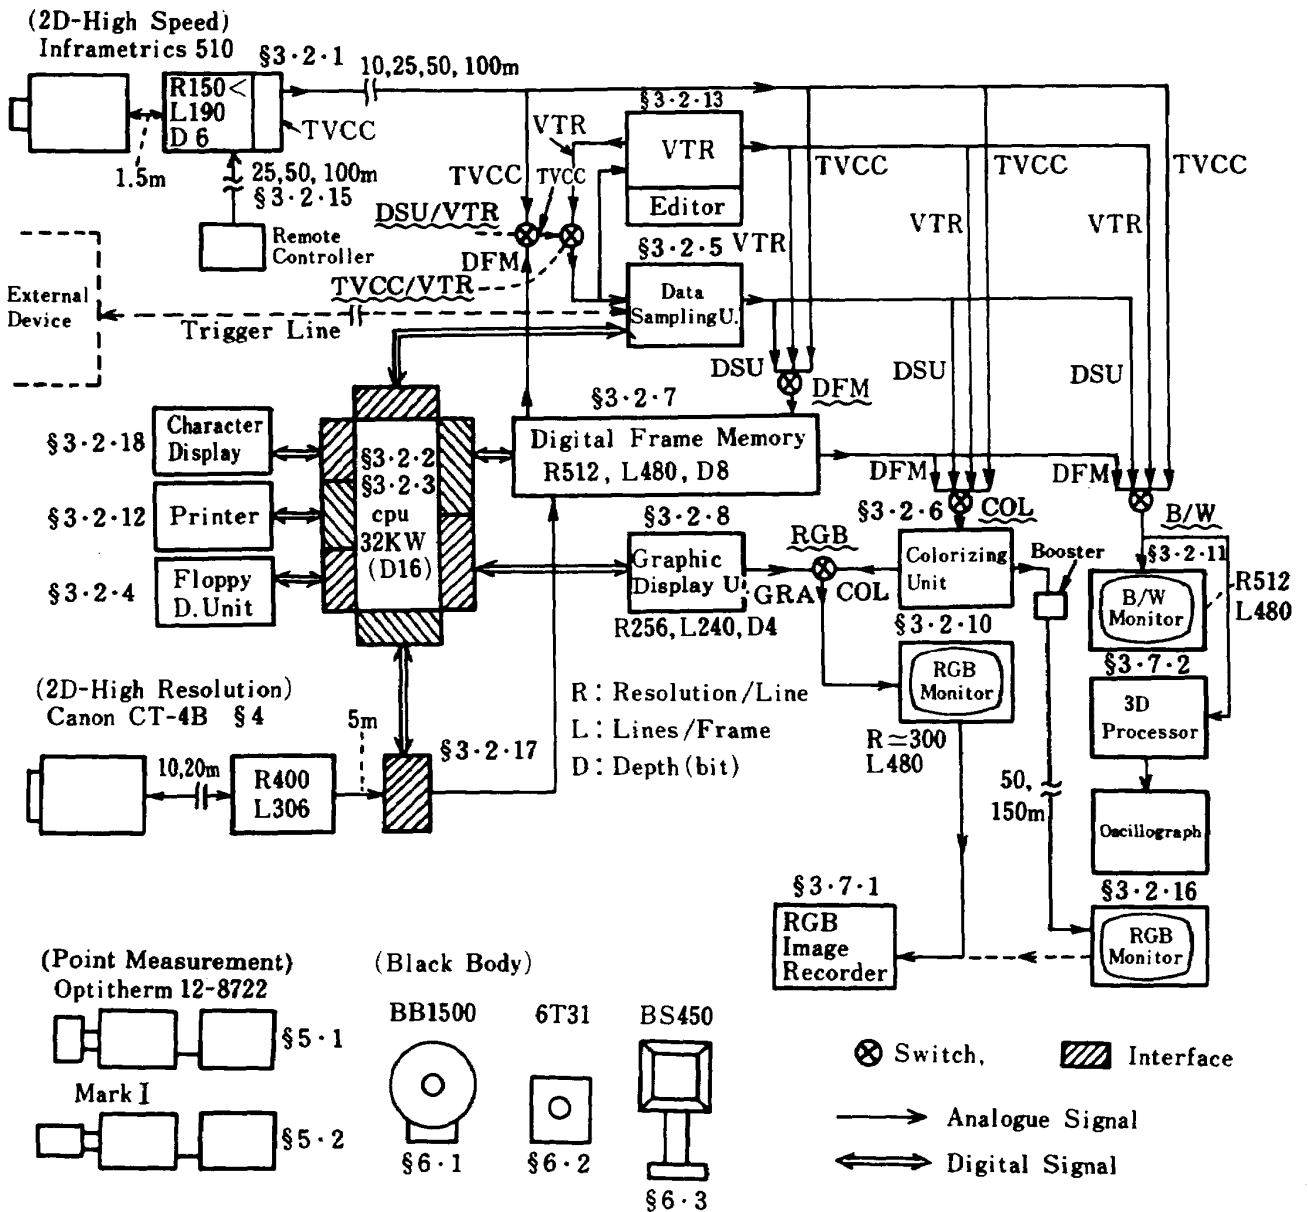 (2D-High Speed)
Inframetrics 510
§3·2·1
10,25,50,100m
R150<
L190
D 6
TVCC
1.5m
25,50,100m
§3·2·15
Remote
Controller
§3·2·13
VTR
VTR
Editor
TVCC
TVCC
TVCC
TVCC
TVCC
DSU/VTR
DFM
TVCC/VTR
§3·2·5
VTR
VTR
VTR
Data
Sampling U.
External
Device
Trigger Line
DSU
DSU
DSU
DFM
§3·2·7
Digital Frame Memory
R512, L480, D8
DFM
DFM
§3·2·18
Character
Display
§3·2·2
§3·2·3
cpu
32KW
(D16)
§3·2·12
Printer
§3·2·4
Floppy
D. Unit
§3·2·8
Graphic
Display U.
R256, L240, D4
RGB
GRA
COL
§3·2·6
COL
Colorizing
Unit
Booster
B/W
§3·2·11
B/W
Monitor
R512
L480
§3·2·10
RGB
Monitor
R≃300
L480
§3·7·2
3D
Processor
Oscillograph
50,
150m
§3·2·16
RGB
Monitor
§3·7·1
RGB
Image
Recorder
(2D-High Resolution)
Canon CT-4B §4
10,20m
R400
L306
5m
§3·2·17
R: Resolution/Line
L: Lines/Frame
D: Depth(bit)
(Point Measurement)
Optitherm 12-8722
§5·1
Mark I
§5·2
(Black Body)
BB1500
6T31
BS450
§6·1
§6·2
§6·3
Switch,
Interface
Analogue Signal
Digital Signal